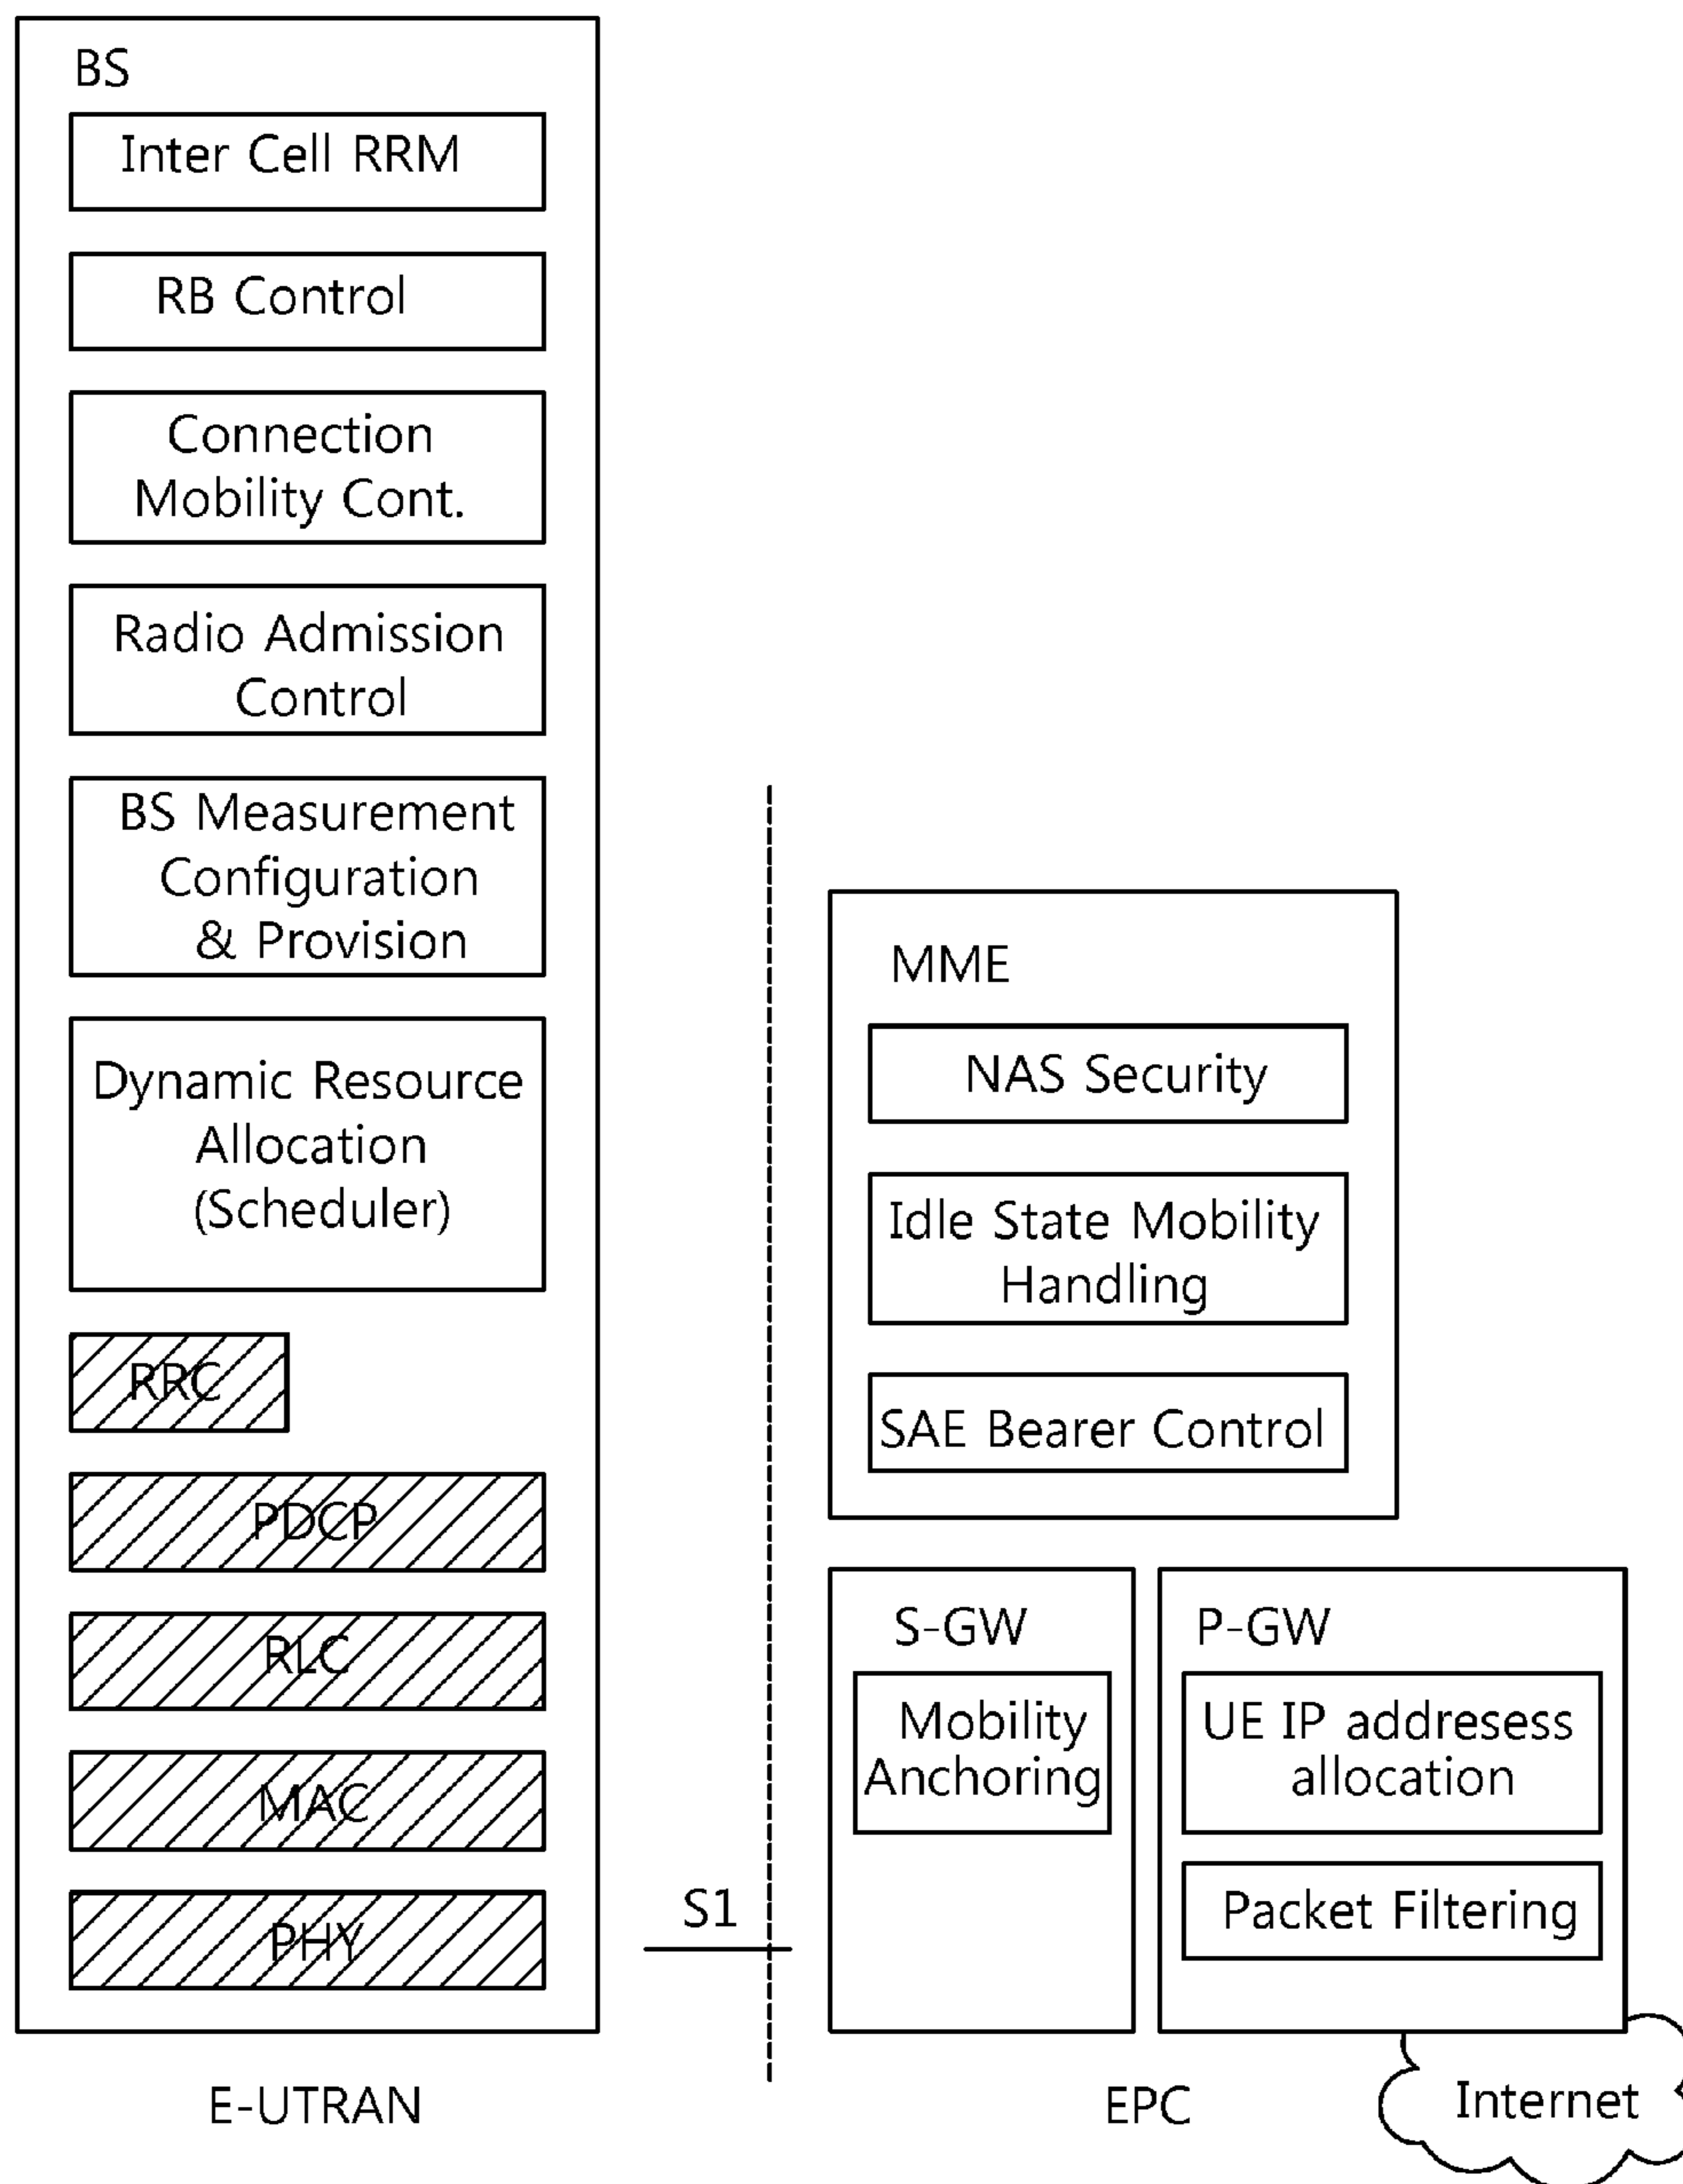 BS
Inter Cell RRM
RB Control
Connection
Mobility Cont.
Radio Admission
Control
BS Measurement
Configuration
& Provision
Dynamic Resource
Allocation
(Scheduler)
RRC
PDCP
RLC
MAC
PHY
E-UTRAN
S1
MME
NAS Security
Idle State Mobility
Handling
SAE Bearer Control
S-GW
Mobility
Anchoring
P-GW
UE IP addresess
allocation
Packet Filtering
EPC
Internet